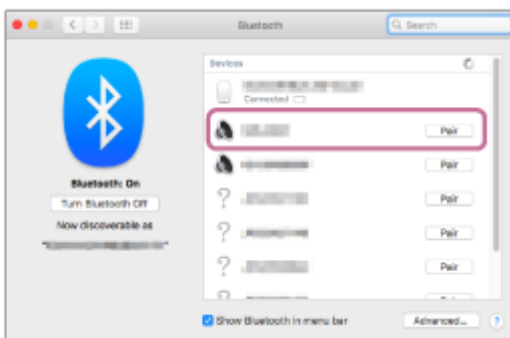 Bluetooth
Search
Devices
Connected
Pair
Pair
Bluetooth: On
Turn Bluetooth Off
Pair
Now discoverable as
Pair
Pair
Show Bluetooth in menu bar
Advanced...
?